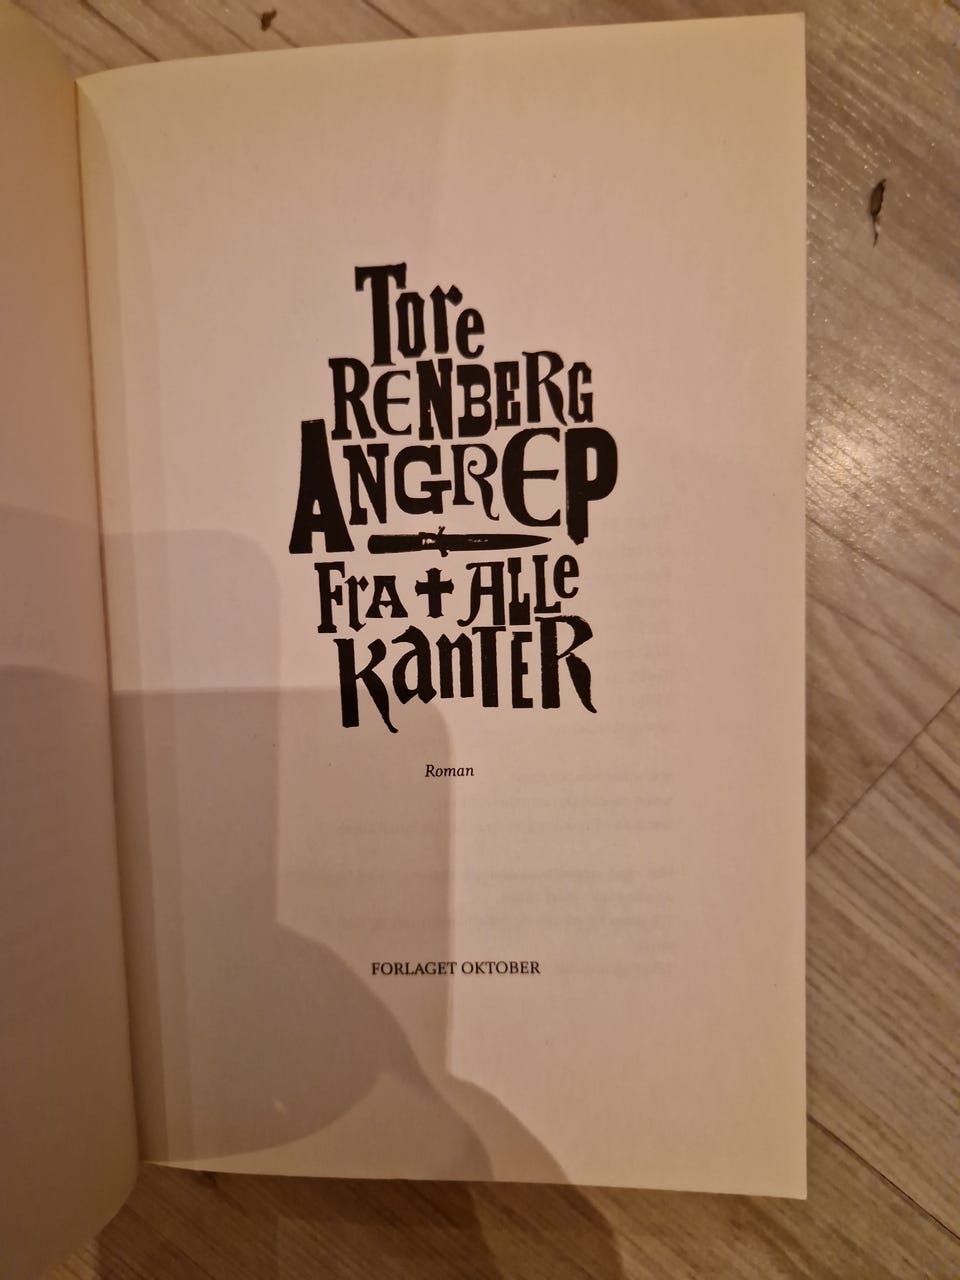 Tore
RENBERG
ANGREP
FrA ALLe
KanTER
Roman
FORLAGET OKTOBER